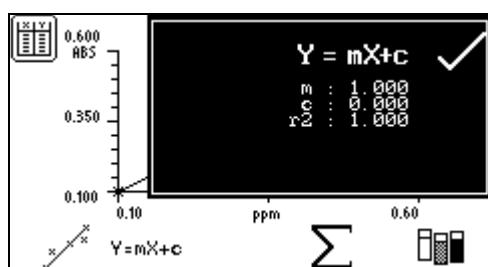 X Y
0.600
ABS
0.350
0.100
0.10
ppm
0.60
Y = mX+c
m : 1.000
c : 0.000
r2 : 1.000
Y=mX+c
Σ